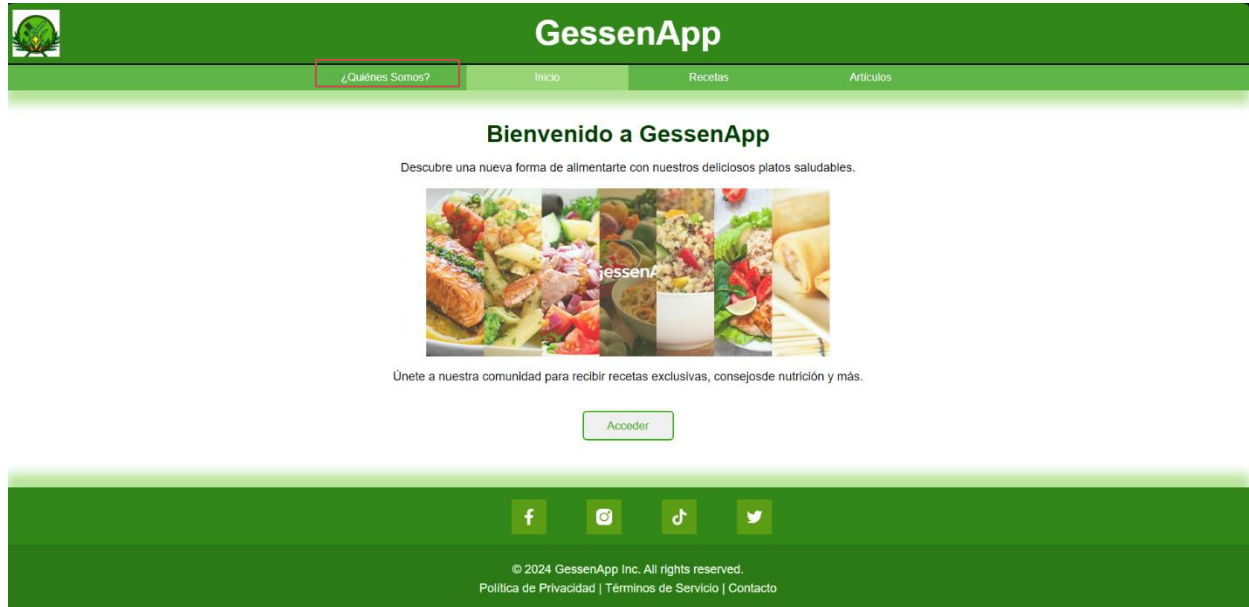 GessenApp
¿Quiénes Somos? Inicio Recetas Artículos
Bienvenido a GessenApp
Descubre una nueva forma de alimentarte con nuestros deliciosos platos saludables.
Únete a nuestra comunidad para recibir recetas exclusivas, consejosde nutrición y más.
Acceder
© 2024 GessenApp Inc. All rights reserved.
Política de Privacidad | Términos de Servicio | Contacto